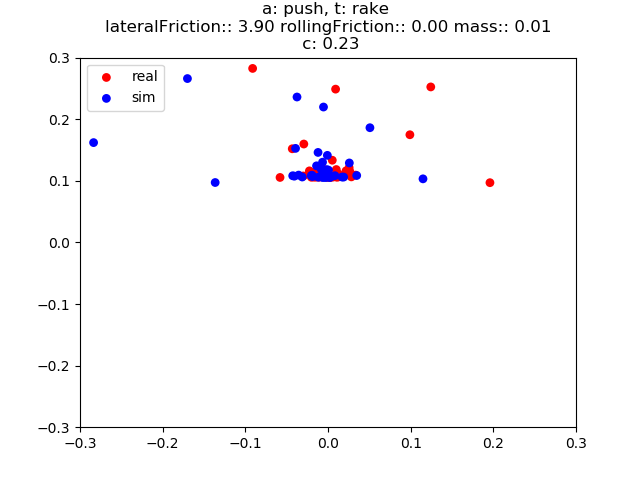 a: push, t: rake
lateralFriction:: 3.90 rollingFriction:: 0.00 mass:: 0.01
c: 0.23
real
sim
0.3
0.2
0.1
0.0
−0.1
−0.2
−0.3
−0.3 −0.2 −0.1 0.0 0.1 0.2 0.3